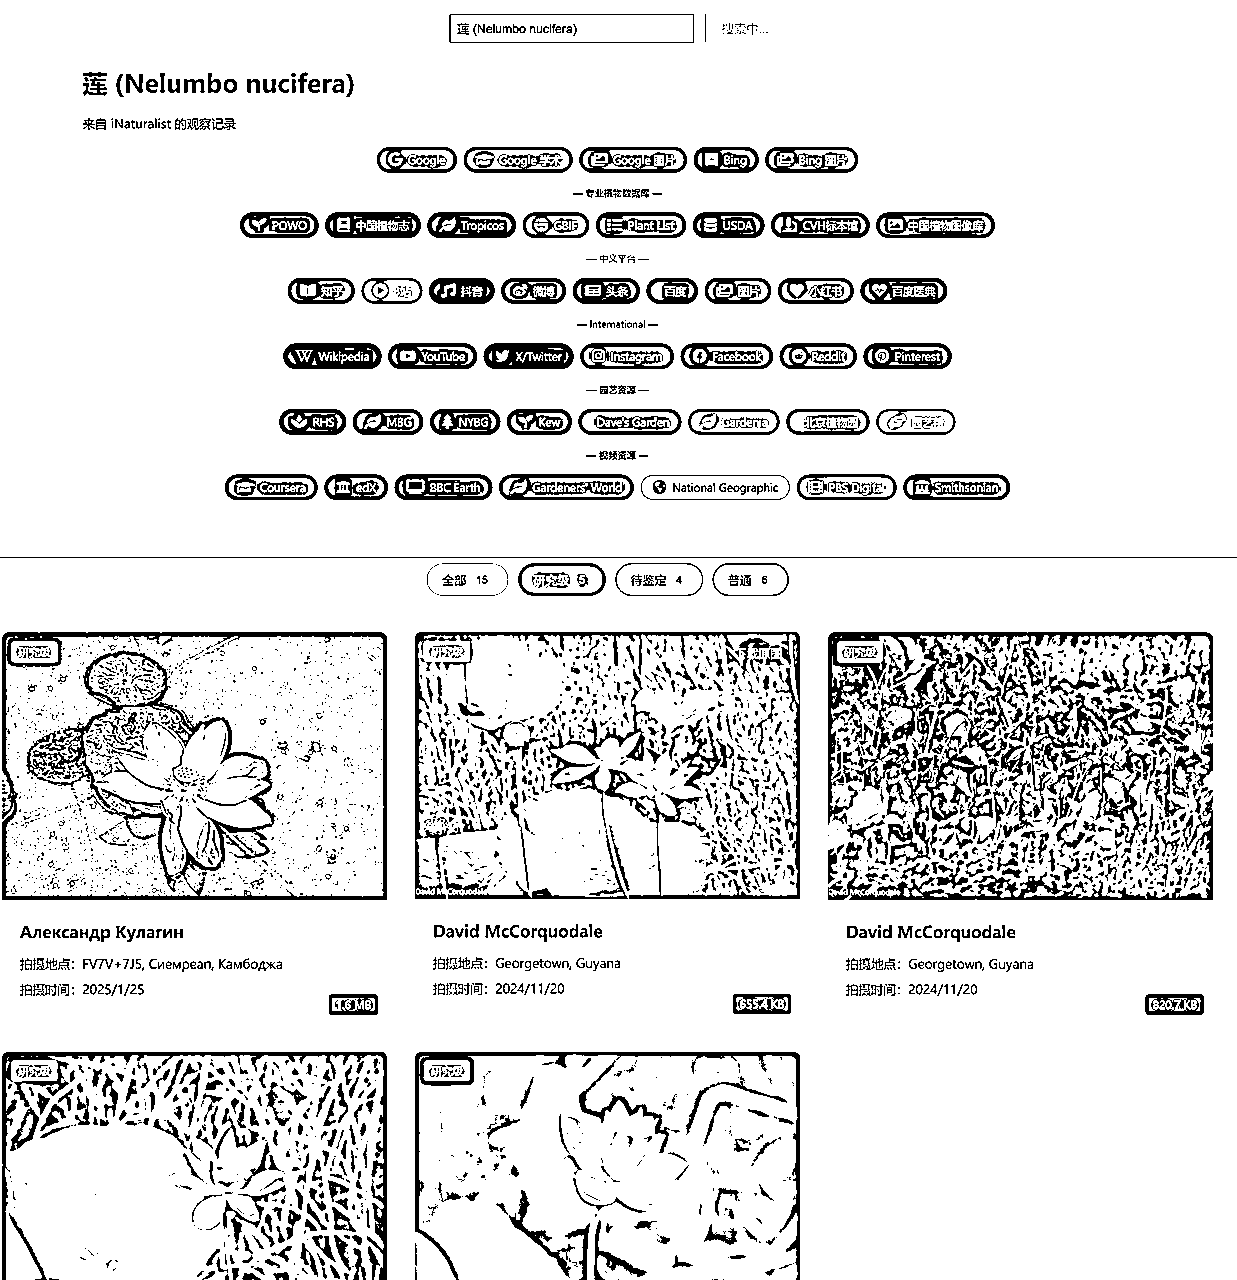 莲 (Nelumbo nucifera) 搜索中...
莲 (Nelumbo nucifera)
来自 iNaturalist 的观察记录
Google Google 学术 Google 图片 Bing Bing 图片
— 专业植物数据库 —
POWO 中国植物志 Tropicos GBIF Plant List USDA CVH标本馆 中国植物图像库
— 中文平台 —
知乎 抖音 微博 头条 百度 图片 小红书 百度医典
— International —
Wikipedia YouTube X/Twitter Instagram Facebook Reddit Pinterest
— 园艺资源 —
RHS MBG NYBG Kew Dave's Garden Gardenia 北京植物园
— 视频资源 —
Coursera edX BBC Earth Gardeners' World National Geographic PBS Digital Smithsonian
全部 15 研究级 5 待鉴定 4 普通 6
研究级 研究级 研究级
David McCorquodale
Александр Кулагин David McCorquodale David McCorquodale
拍摄地点：FV7V+7J5, Сиемреап, Камбоджа 拍摄地点：Georgetown, Guyana 拍摄地点：Georgetown, Guyana
拍摄时间：2025/1/25 拍摄时间：2024/11/20 拍摄时间：2024/11/20
1.6 MB 655.4 KB 820.7 KB
研究级 研究级